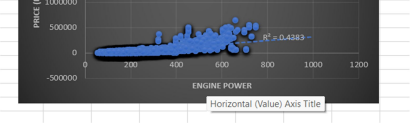 1000000
PRICE (
500000
R² = 0.4383
0
-500000
0 200 400 600 800 1000 1200
ENGINE POWER
Horizontal (Value) Axis Title